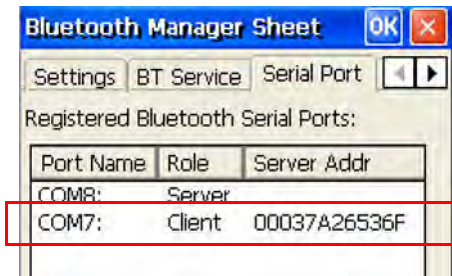 Bluetooth Manager Sheet OK
Settings BT Service Serial Port
Registered Bluetooth Serial Ports:
Port Name Role Server Addr
COM8: Server
COM7: Client 00037A26536F